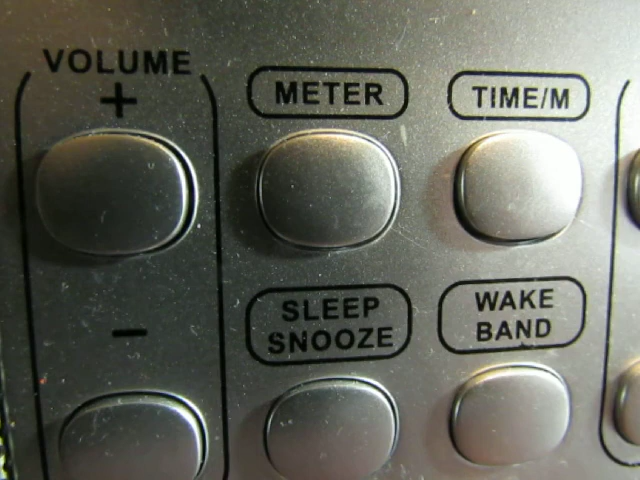 VOLUME
+
METER
TIME/M
-
SLEEP
SNOOZE
WAKE
BAND